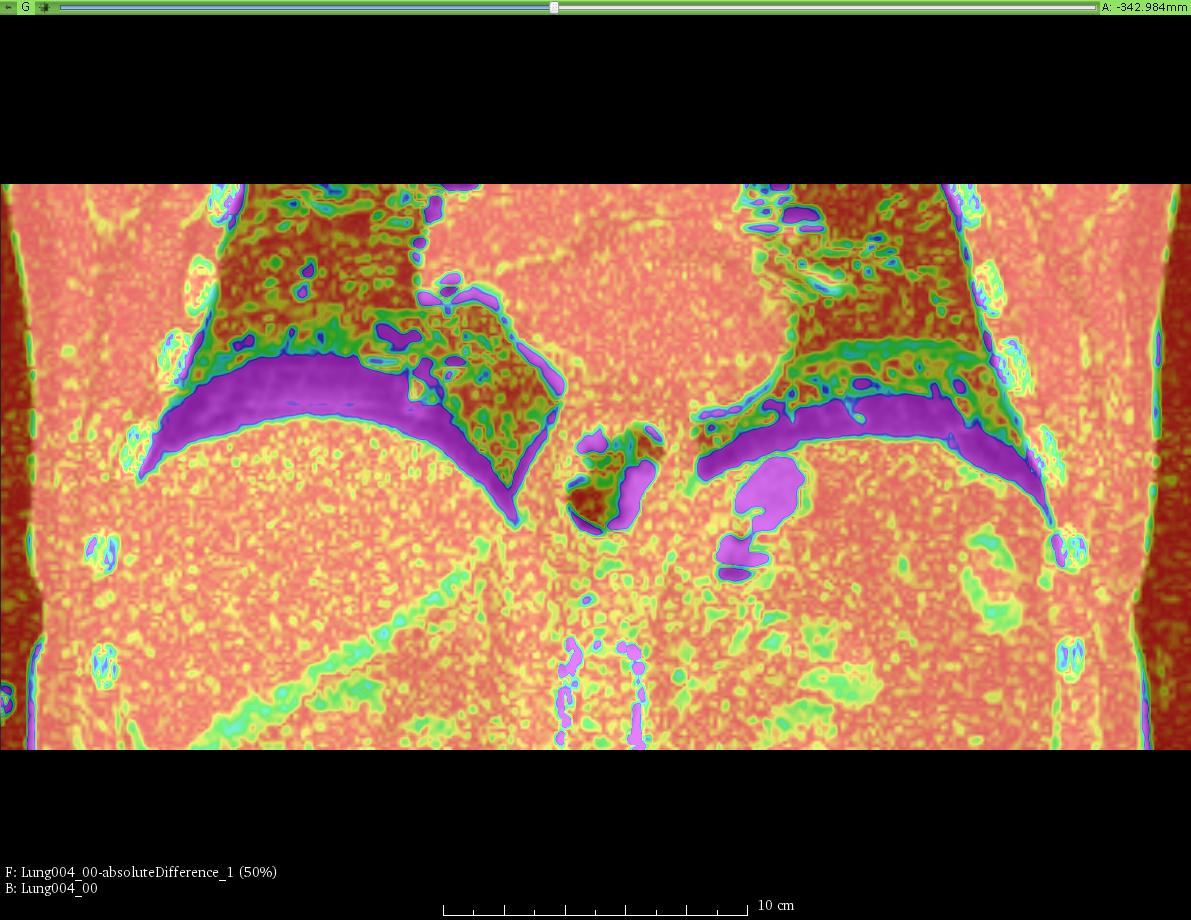 G
A: -342.984mm
F: Lung004_00-absoluteDifference_1 (50%)
B: Lung004_00
10 cm